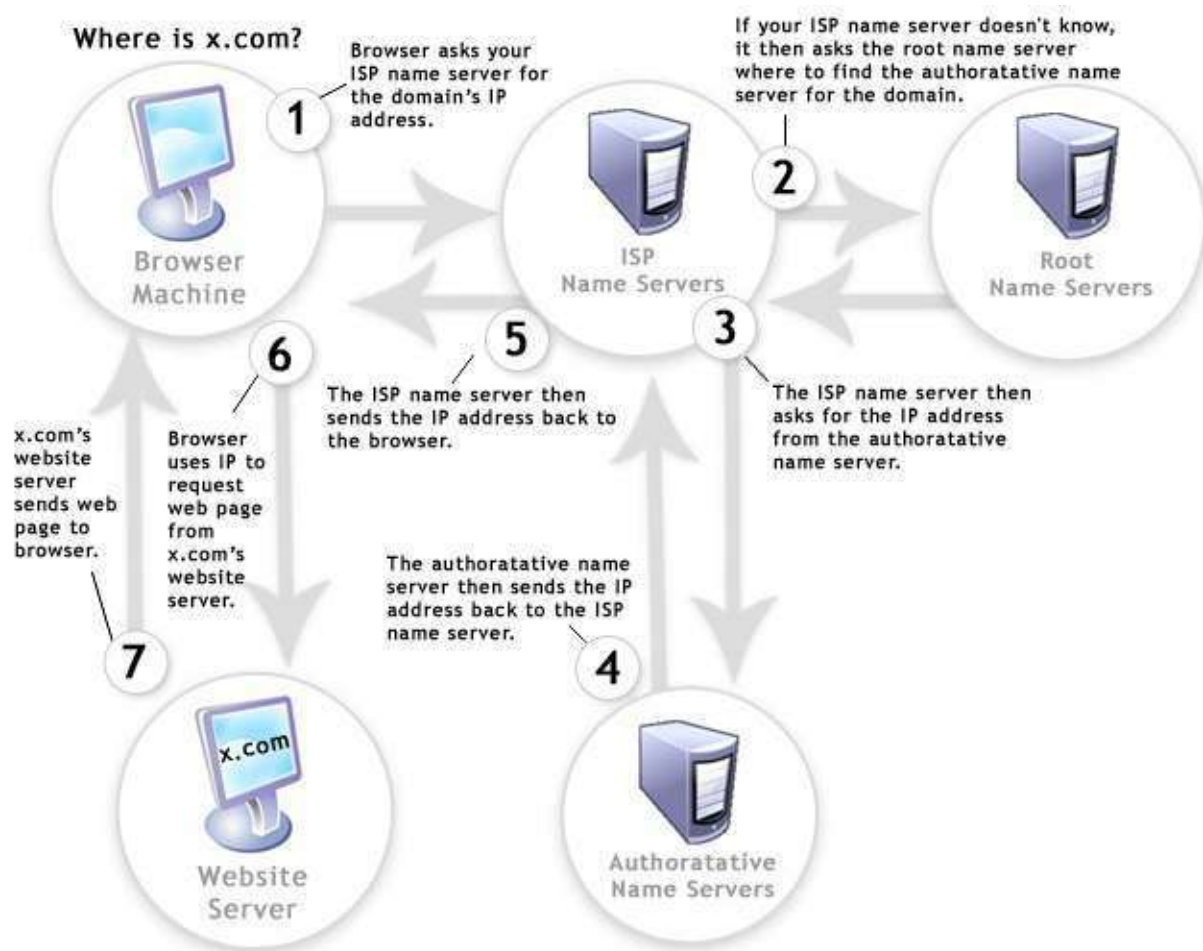 Where is x.com?
1
Browser asks your
ISP name server for
the domain's IP
address.
If your ISP name server doesn't know,
it then asks the root name server
where to find the authoratative name
server for the domain.
2
Browser
Machine
ISP
Name Servers
Root
Name Servers
3
The ISP name server then
asks for the IP address
from the authoratative
name server.
The authoratative name
server then sends the IP
address back to the ISP
name server.
4
5
The ISP name server then
sends the IP address back to
the browser.
6
Browser
uses IP to
request
web page
from
x.com's
website
server.
x.com's
website
server
sends web
page to
browser.
7
x.com
Website
Server
Authoratative
Name Servers